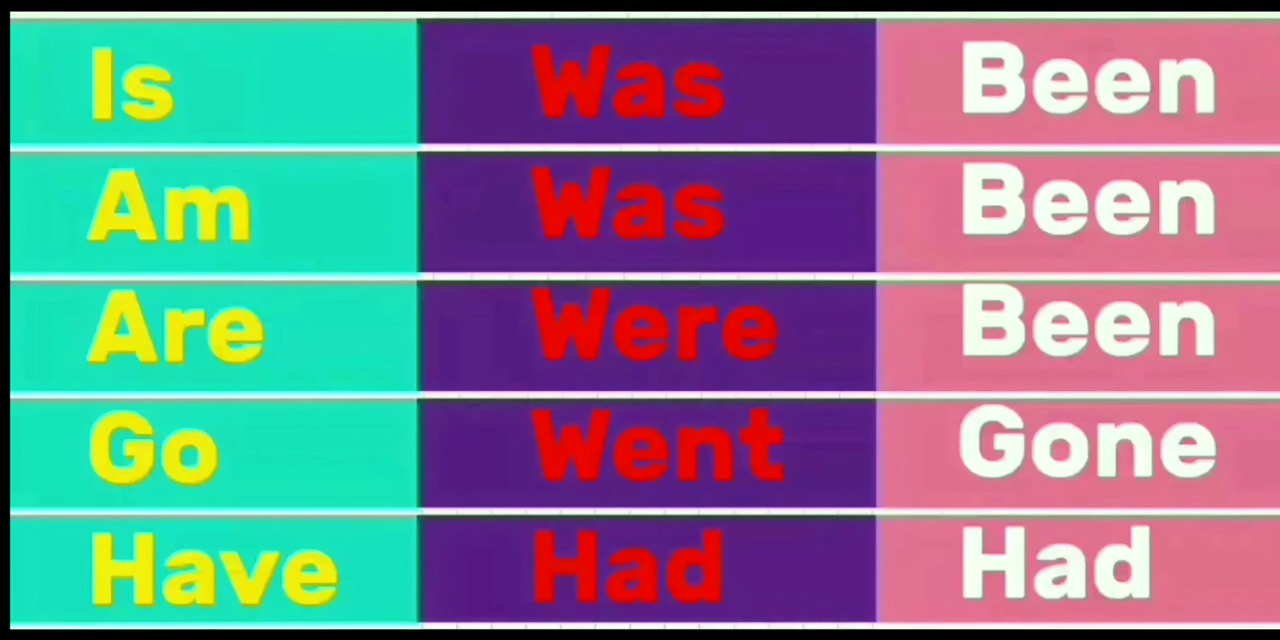 Is Was Been
Am Was Been
Are Were Been
Go Went Gone
Have Had Had